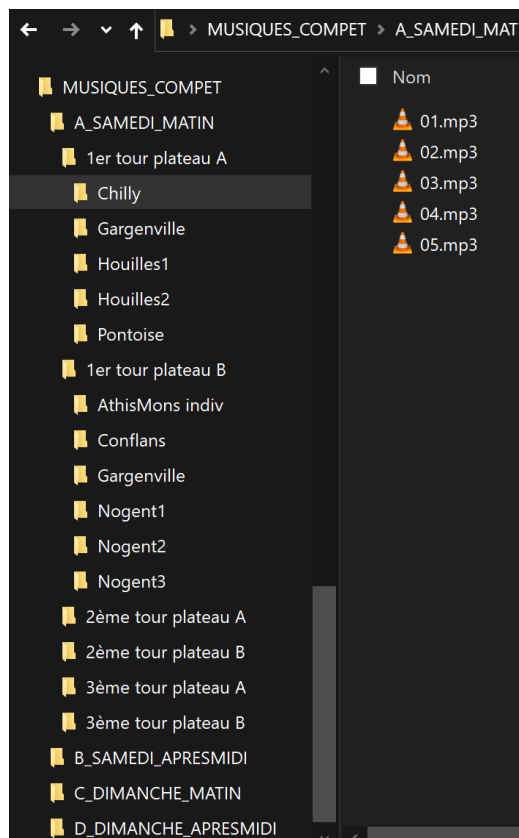 MUSIQUES_COMPET > A_SAMEDI_MAT
MUSIQUES_COMPET
A_SAMEDI_MATIN
1er tour plateau A
Chilly
Gargenville
Houilles1
Houilles2
Pontoise
1er tour plateau B
AthisMons indiv
Conflans
Gargenville
Nogent1
Nogent2
Nogent3
2ème tour plateau A
2ème tour plateau B
3ème tour plateau A
3ème tour plateau B
B_SAMEDI_APRESMIDI
C_DIMANCHE_MATIN
D_DIMANCHE_APRESMIDI
Nom
01.mp3
02.mp3
03.mp3
04.mp3
05.mp3